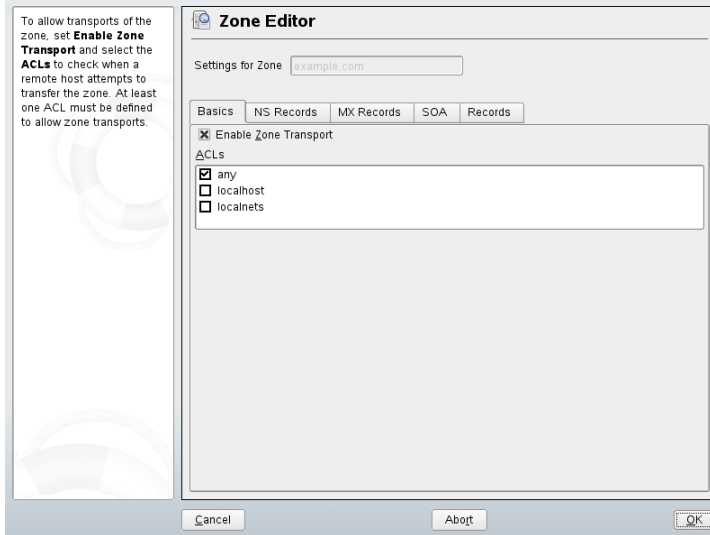 To allow transports of the
zone, set Enable Zone
Transport and select the
ACLs to check when a
remote host attempts to
transfer the zone. At least
one ACL must be defined
to allow zone transports.
Zone Editor
Settings for Zone example.com
Basics NS Records MX Records SOA Records
Enable Zone Transport
ACLs
any
localhost
localnets
Cancel Abort OK